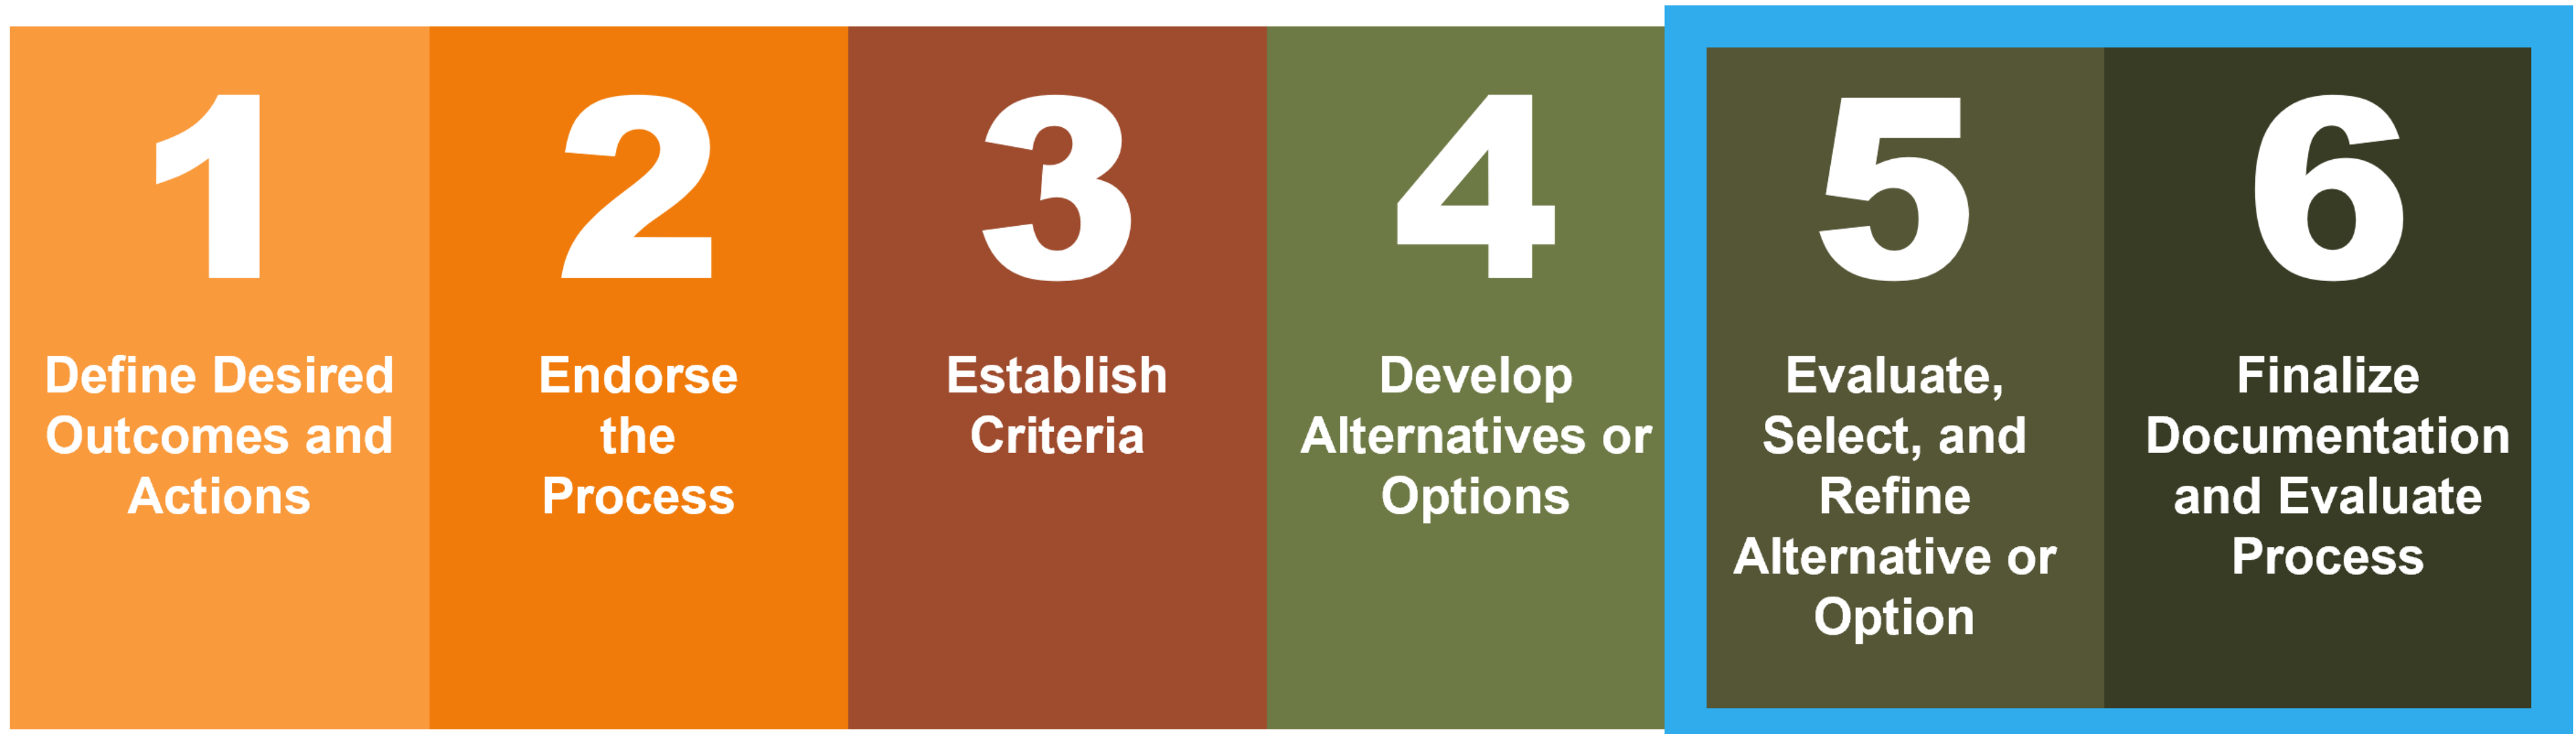 1
Define Desired
Outcomes and
Actions
2
Endorse
the
Process
3
Establish
Criteria
4
Develop
Alternatives or
Options
5
Evaluate,
Select, and
Refine
Alternative or
Option
6
Finalize
Documentation
and Evaluate
Process